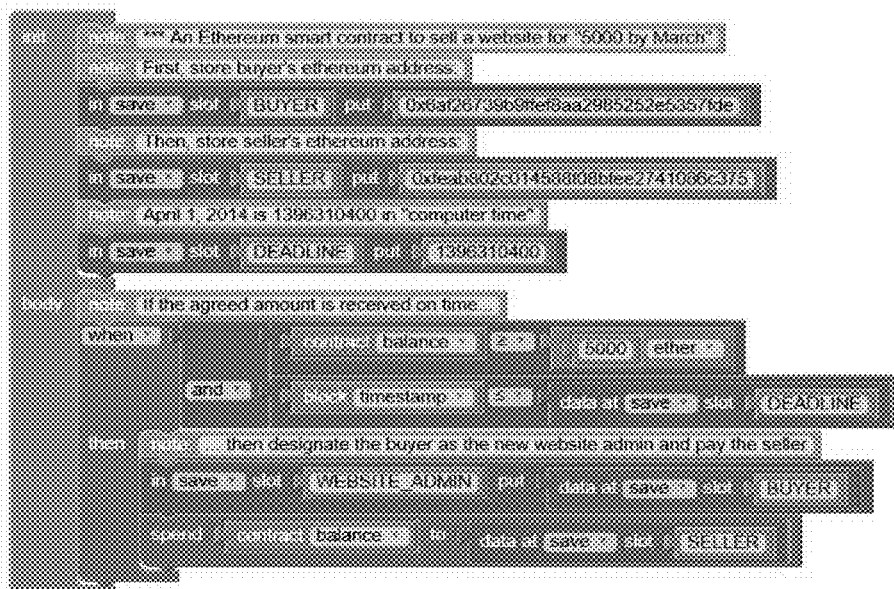 init note *** An Ethereum smart contract to sell a website for "5000 by March"
note First, store buyer's ethereum address:
in save slot BUYER put
note Then, store seller's ethereum address:
in save slot SELLER put
note April 1, 2014 is 1396310400 in "computer time"
in save slot DEADLINE put 1396310400
body note If the agreed amount is received on time...
when contract balance ≥ 5000 ether
and block timestamp ≤ data at save slot DEADLINE
then note ... then designate the buyer as the new website admin and pay the seller
in save slot WEBSITE_ADMIN put data at save slot BUYER
spend contract balance to data at save slot SELLER